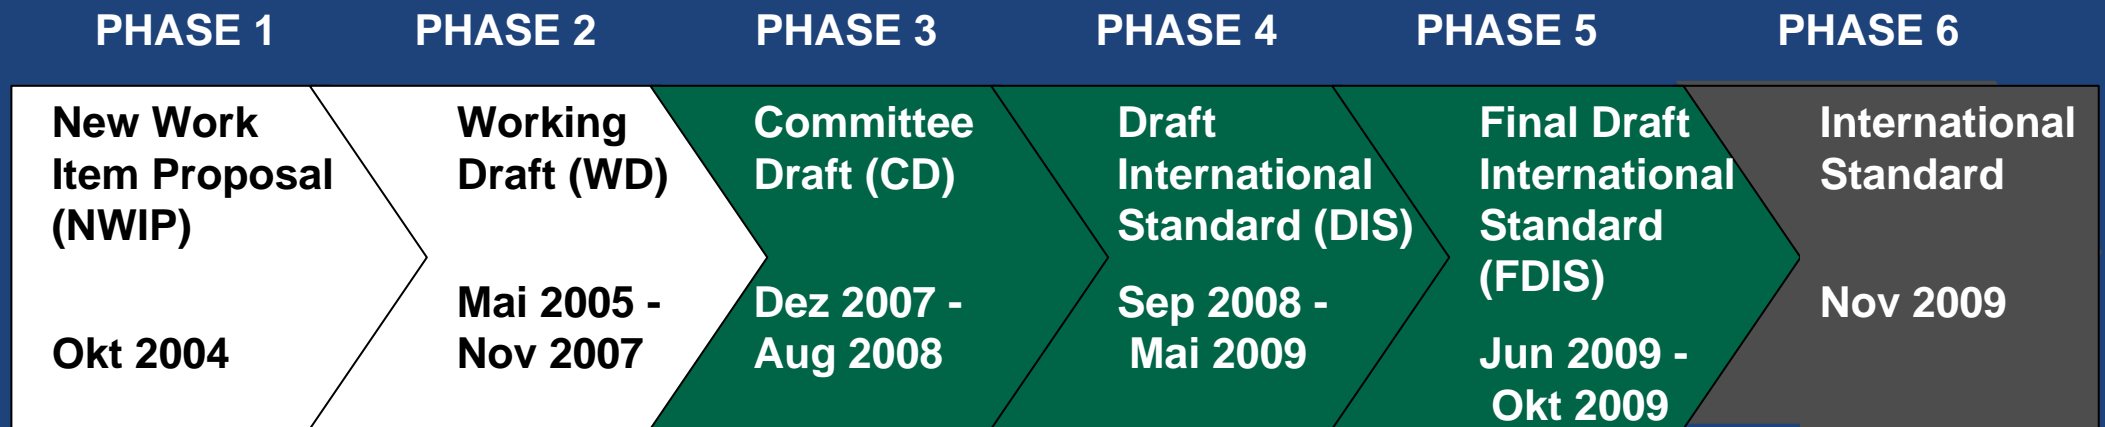 PHASE 1
PHASE 2
PHASE 3
PHASE 4
PHASE 5
PHASE 6
New Work
Item Proposal
(NWIP)
Okt 2004
Working
Draft (WD)
Mai 2005 -
Nov 2007
Committee
Draft (CD)
Dez 2007 -
Aug 2008
Draft
International
Standard (DIS)
Sep 2008 -
Mai 2009
Final Draft
International
Standard
(FDIS)
Jun 2009 -
Okt 2009
International
Standard
Nov 2009